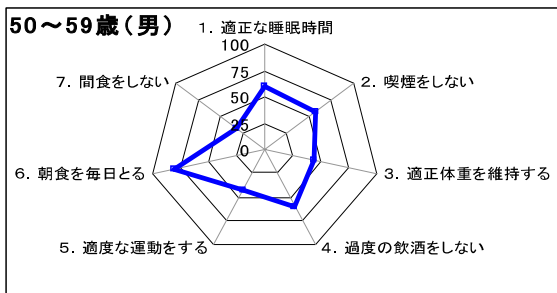 50～59歳(男)
1. 適正な睡眠時間
100
75
50
25
0
2. 喫煙をしない
3. 適正体重を維持する
4. 過度の飲酒をしない
5. 適度な運動をする
6. 朝食を毎日とる
7. 間食をしない